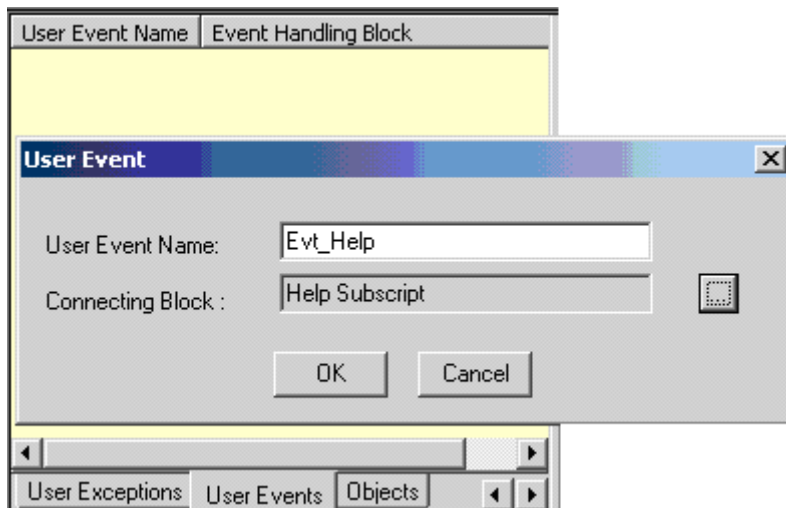 User Event Name Event Handling Block
User Event
User Event Name: Evt_Help
Connecting Block : Help Subscript
OK Cancel
User Exceptions User Events Objects